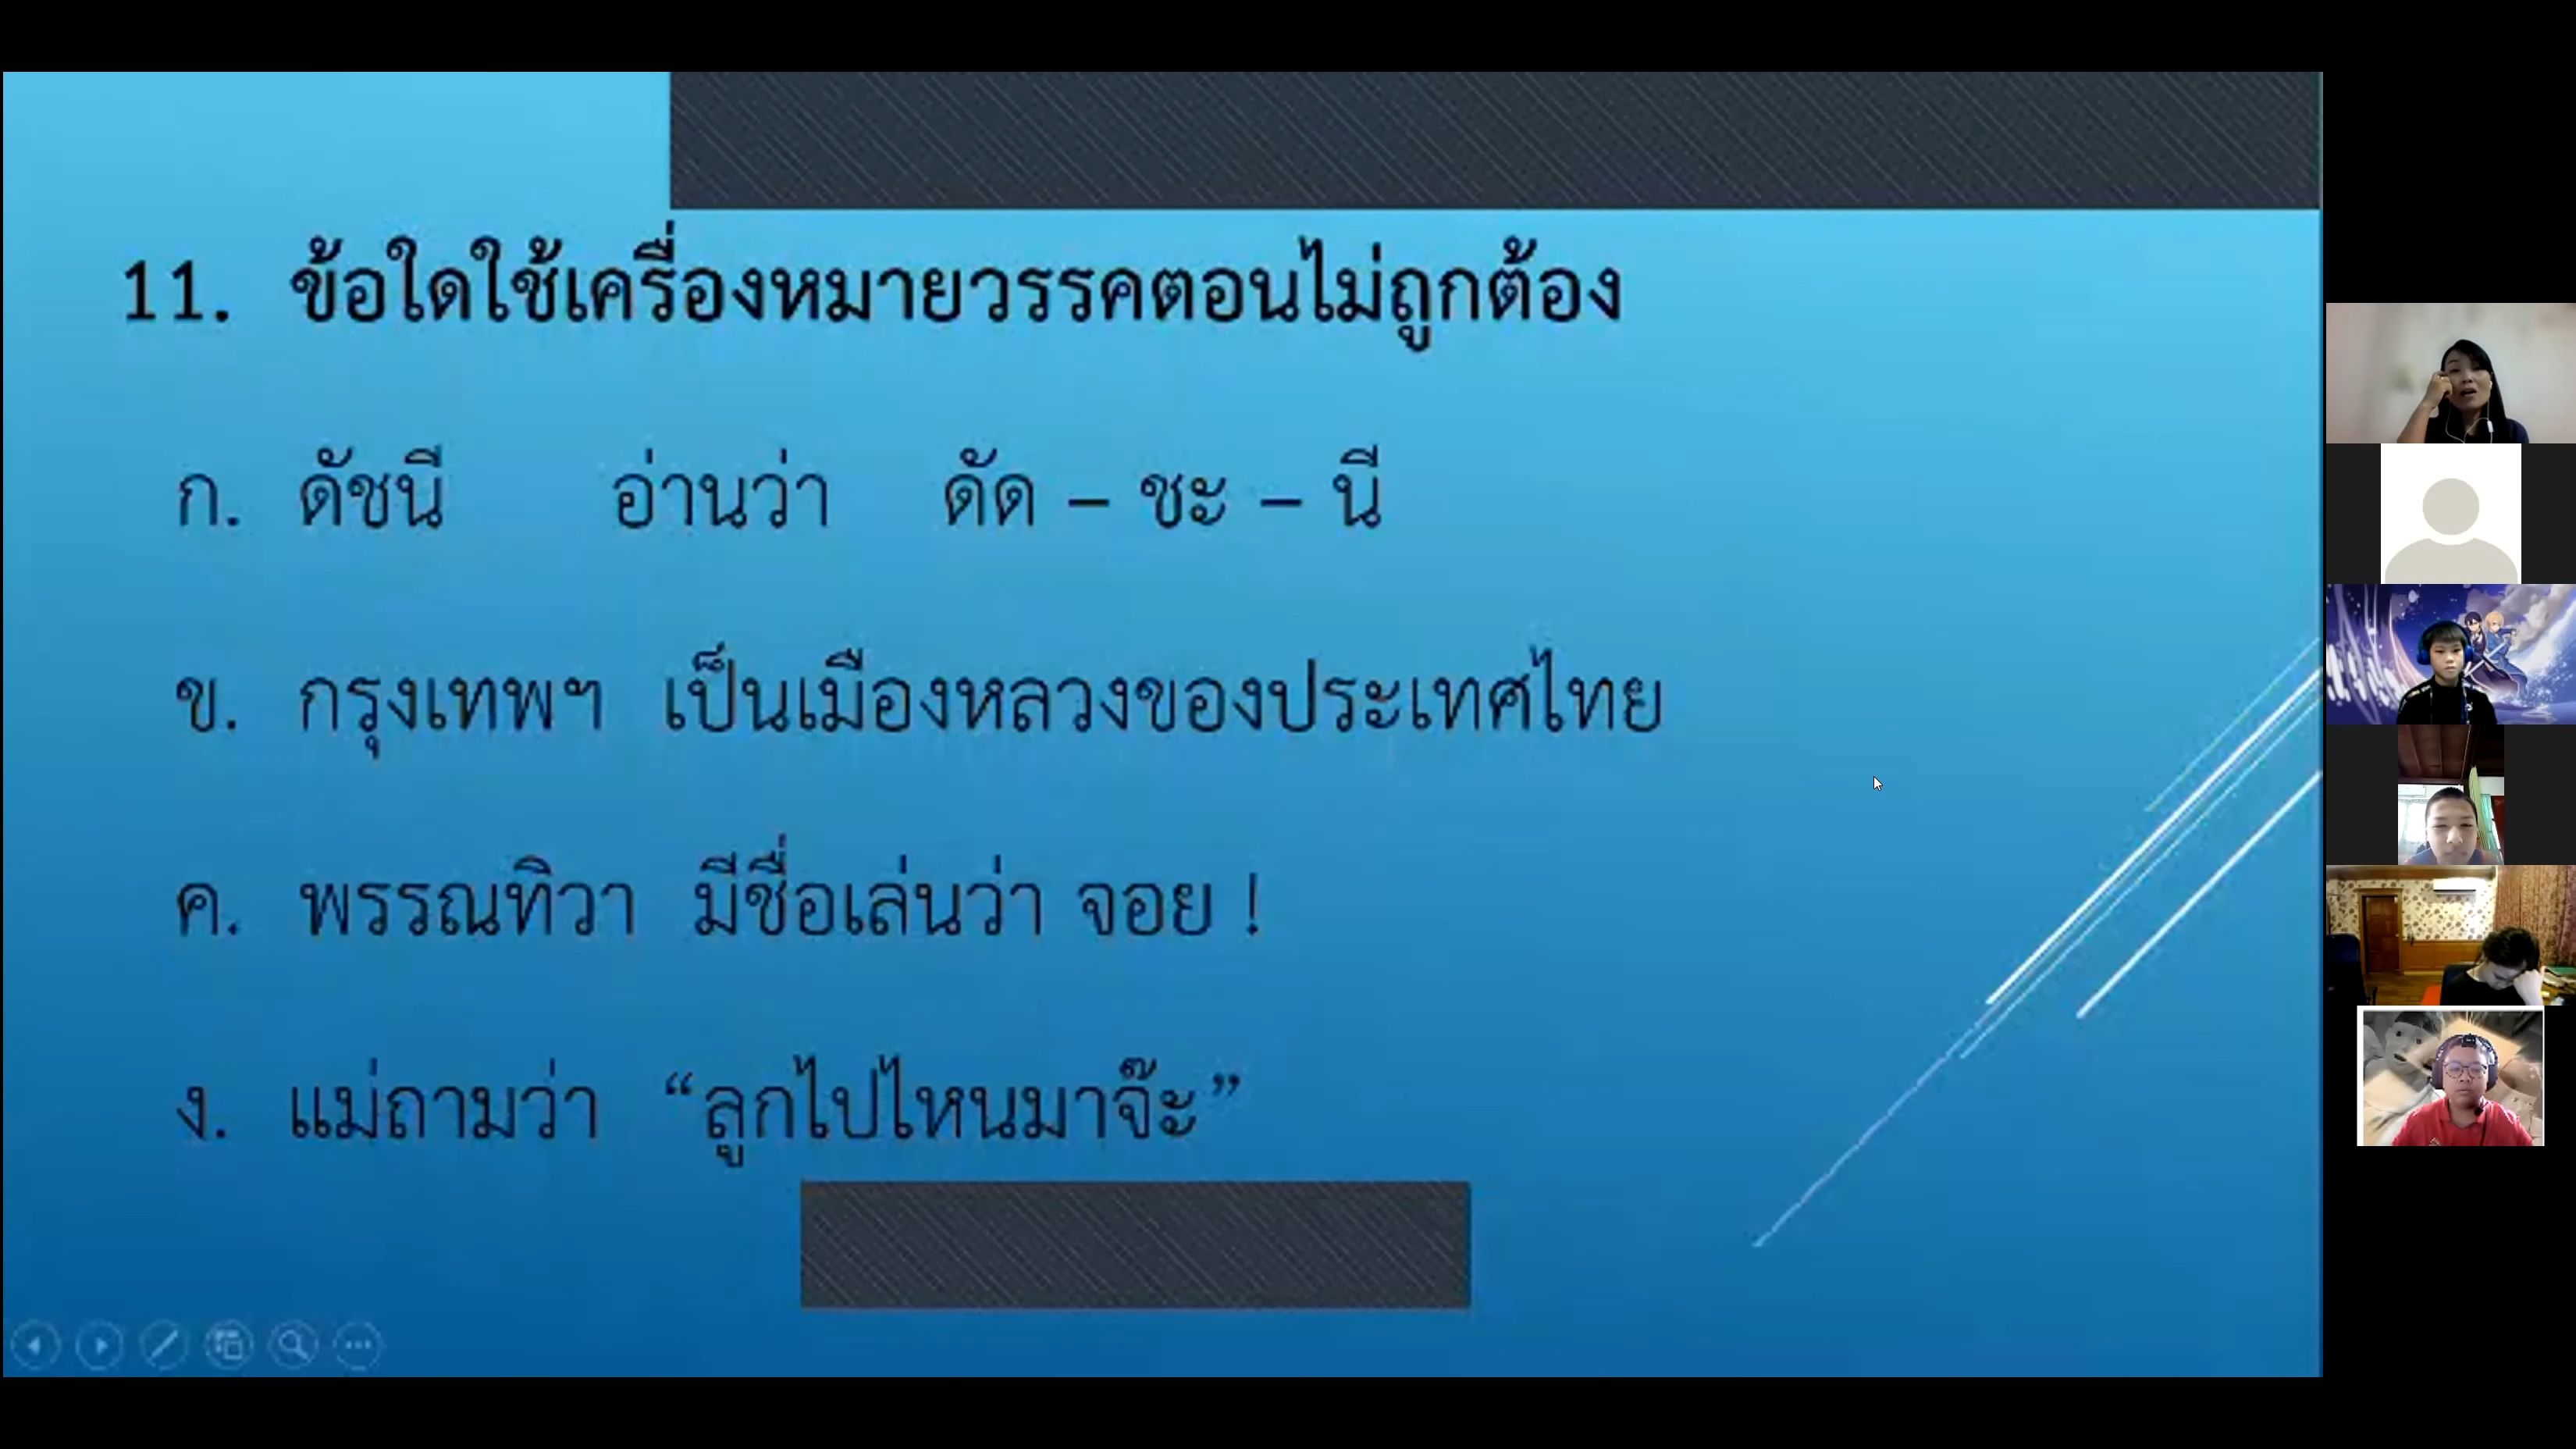 11. ข้อใดใช้เครื่องหมายวรรคตอนไม่ถูกต้อง
ก. ดัชนี อ่านว่า ดัด – ชะ – นี
ข. กรุงเทพฯ เป็นเมืองหลวงของประเทศไทย
ค. พรรณทิวา มีชื่อเล่นว่า จอย !
ง. แม่ถามว่า “ลูกไปไหนมาจ๊ะ”